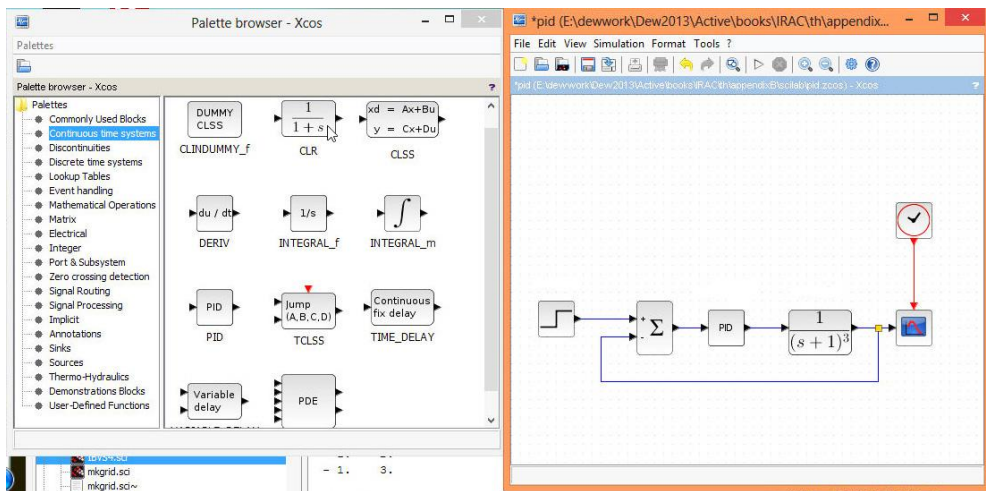 Palette browser - Xcos
Palettes
Palette browser - Xcos
?
Palettes
Commonly Used Blocks
Continuous time systems
Discontinuities
Discrete time systems
Lookup Tables
Event handling
Mathematical Operations
Matrix
Electrical
Integer
Port & Subsystem
Zero crossing detection
Signal Routing
Signal Processing
Implicit
Annotations
Sinks
Sources
Thermo-Hydraulics
Demonstrations Blocks
User-Defined Functions
DUMMY
CLSS
CLINDUMMY_f
1
1 + s
CLR
xd = Ax+Bu
y = Cx+Du
CLSS
du / dt
DERIV
1/s
INTEGRAL_f
∫
INTEGRAL_m
PID
PID
Jump
(A,B,C,D)
TCLSS
Continuous
fix delay
TIME_DELAY
Variable
delay
PDE
mkgrid.sci
mkgrid.sci~
- 1. 3.
*pid (E:\dewwork\Dew2013\Active\books\IRAC\th\appendix...
File Edit View Simulation Format Tools ?
*pid (E:\dewwork\Dew2013\Active\books\IRAC\th\appendixB\scilab\pid.zcos) - Xcos
?
+
-
Σ
PID
1
(s + 1)³